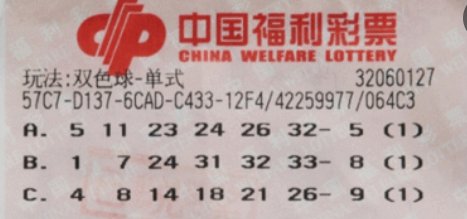 中国福利彩票
CHINA WELFARE LOTTERY
玩法:双色球-单式 32060127
57C7-D137-6CAD-C433-12F4/42259977/064C3
A. 5 11 23 24 26 32- 5 (1)
B. 1 7 24 31 32 33- 8 (1)
C. 4 8 14 18 21 26- 9 (1)